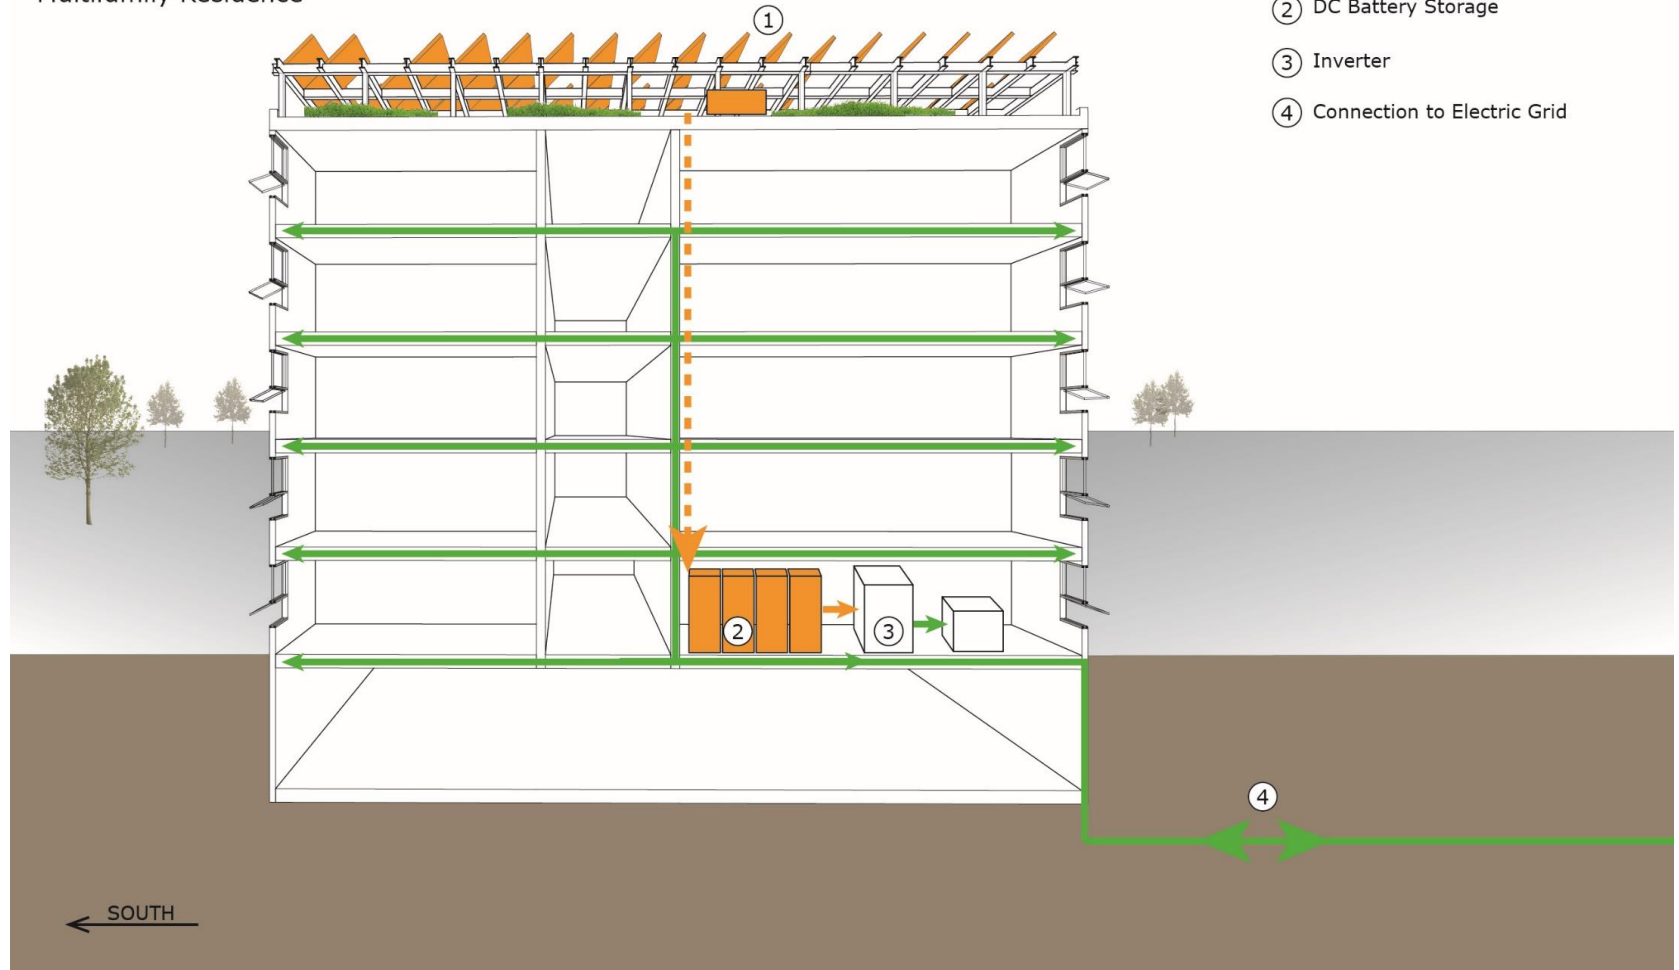 Multifamily Residence
1
2 DC Battery Storage
3 Inverter
4 Connection to Electric Grid
2
3
4
SOUTH